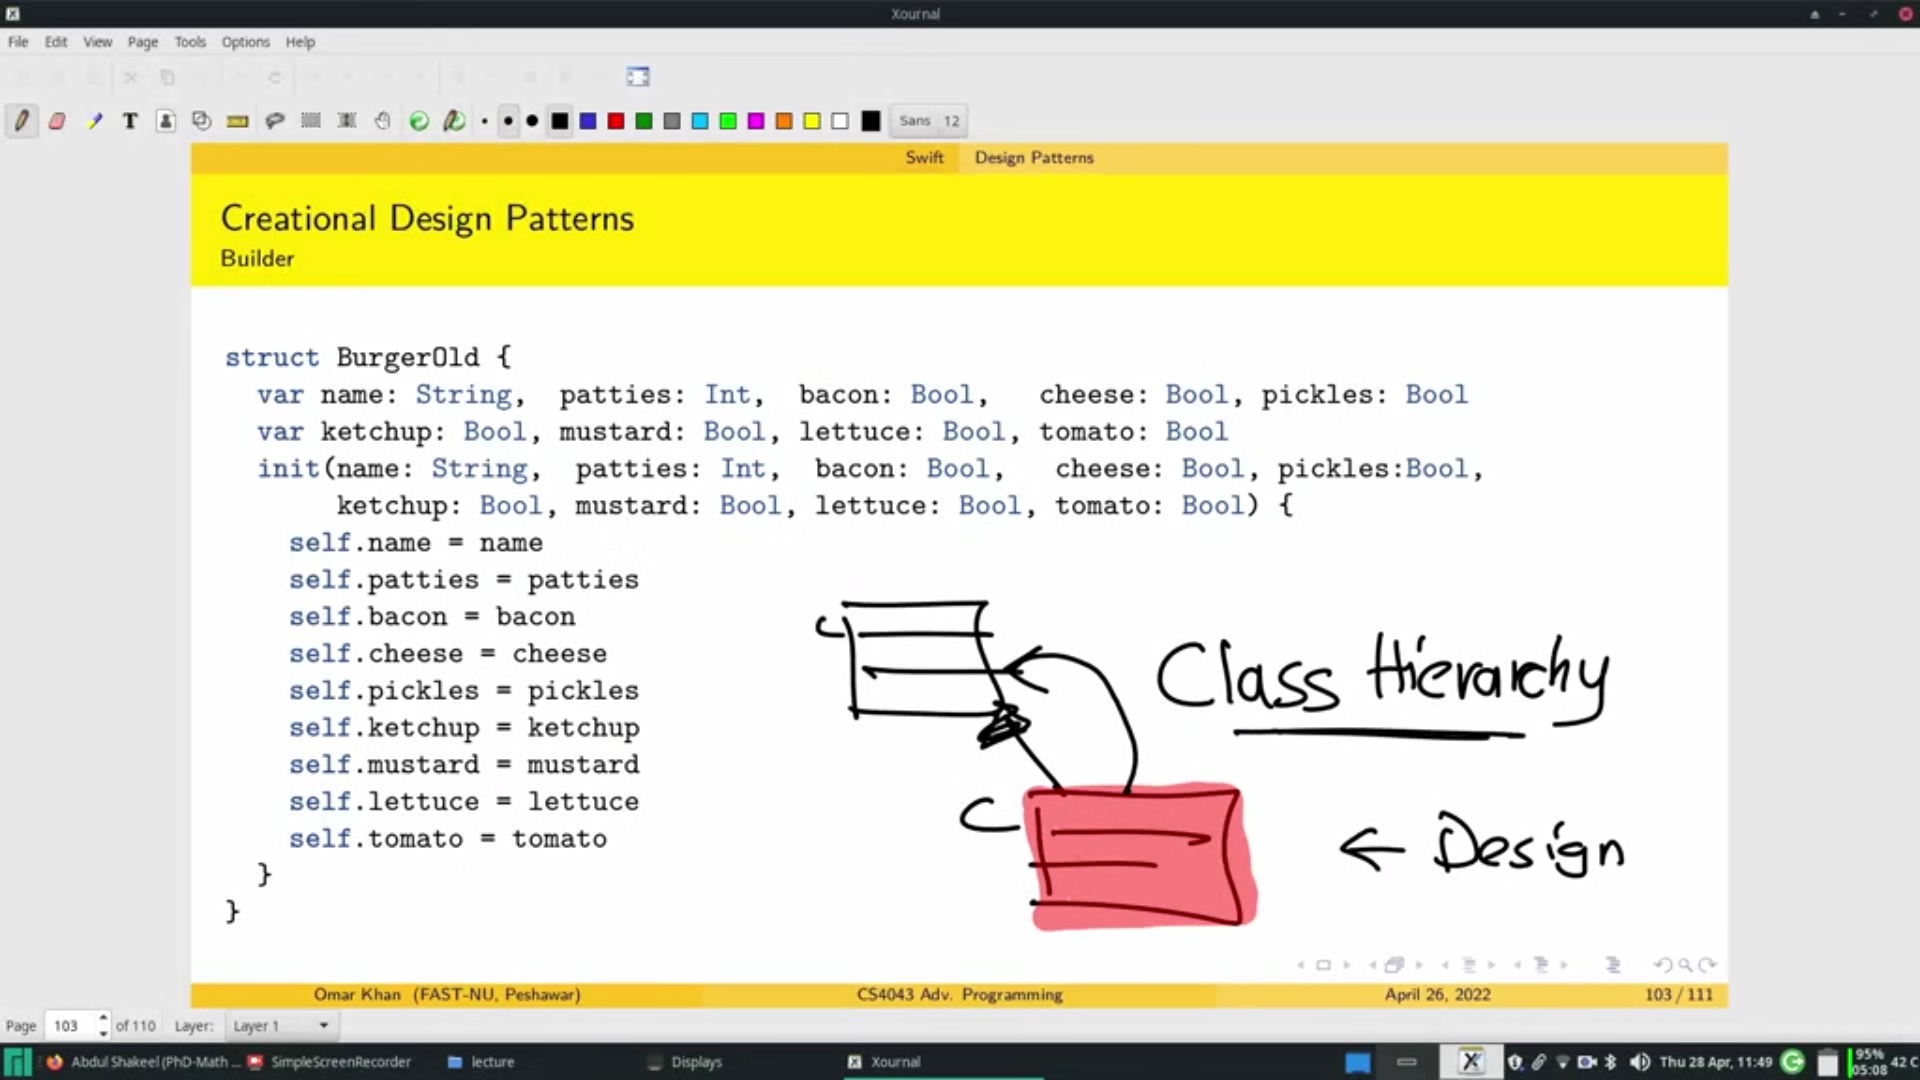 Xournal
File Edit View Page Tools Options Help
T Sans 12
Swift Design Patterns
Creational Design Patterns
Builder
struct BurgerOld {
var name: String, patties: Int, bacon: Bool, cheese: Bool, pickles: Bool
var ketchup: Bool, mustard: Bool, lettuce: Bool, tomato: Bool
init(name: String, patties: Int, bacon: Bool, cheese: Bool, pickles:Bool,
ketchup: Bool, mustard: Bool, lettuce: Bool, tomato: Bool) {
self.name = name
self.patties = patties
self.bacon = bacon
self.cheese = cheese
self.pickles = pickles
self.ketchup = ketchup
self.mustard = mustard
self.lettuce = lettuce
self.tomato = tomato
}
}
C
Class Hierarchy
C
← Design
Omar Khan (FAST-NU, Peshawar) CS4043 Adv. Programming April 26, 2022 103 / 111
Page 103 of 110 Layer: Layer 1
Abdul Shakeel (PhD-Math ... SimpleScreenRecorder lecture Displays Xournal Thu 28 Apr, 11:49 95% 05:08 42 C